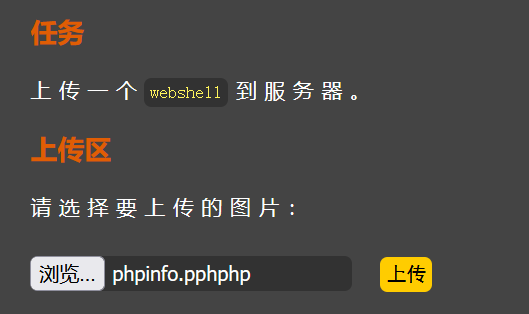 任务
上传一个 webshell 到服务器。
上传区
请选择要上传的图片：
浏览... phpinfo.pphphp 上传